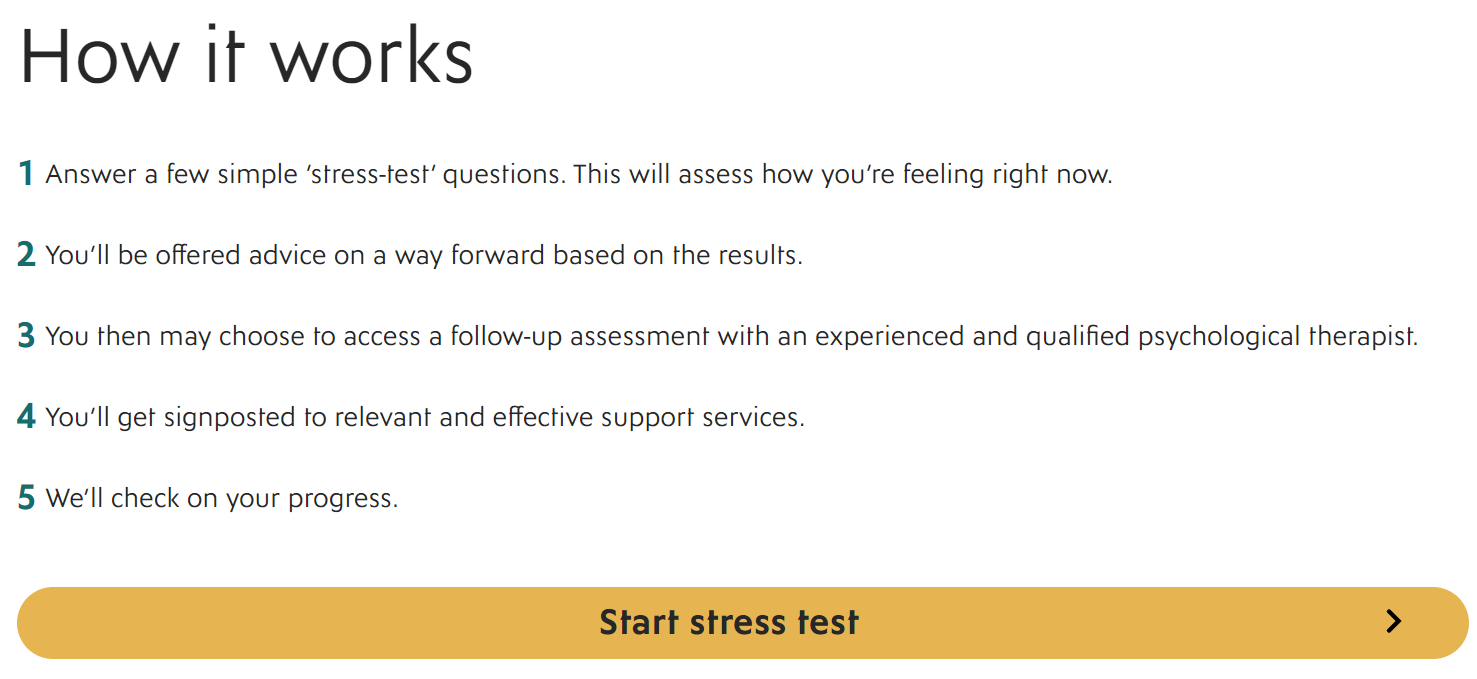 How it works
1 Answer a few simple ‘stress-test’ questions. This will assess how you’re feeling right now.
2 You’ll be offered advice on a way forward based on the results.
3 You then may choose to access a follow-up assessment with an experienced and qualified psychological therapist.
4 You’ll get signposted to relevant and effective support services.
5 We’ll check on your progress.
Start stress test